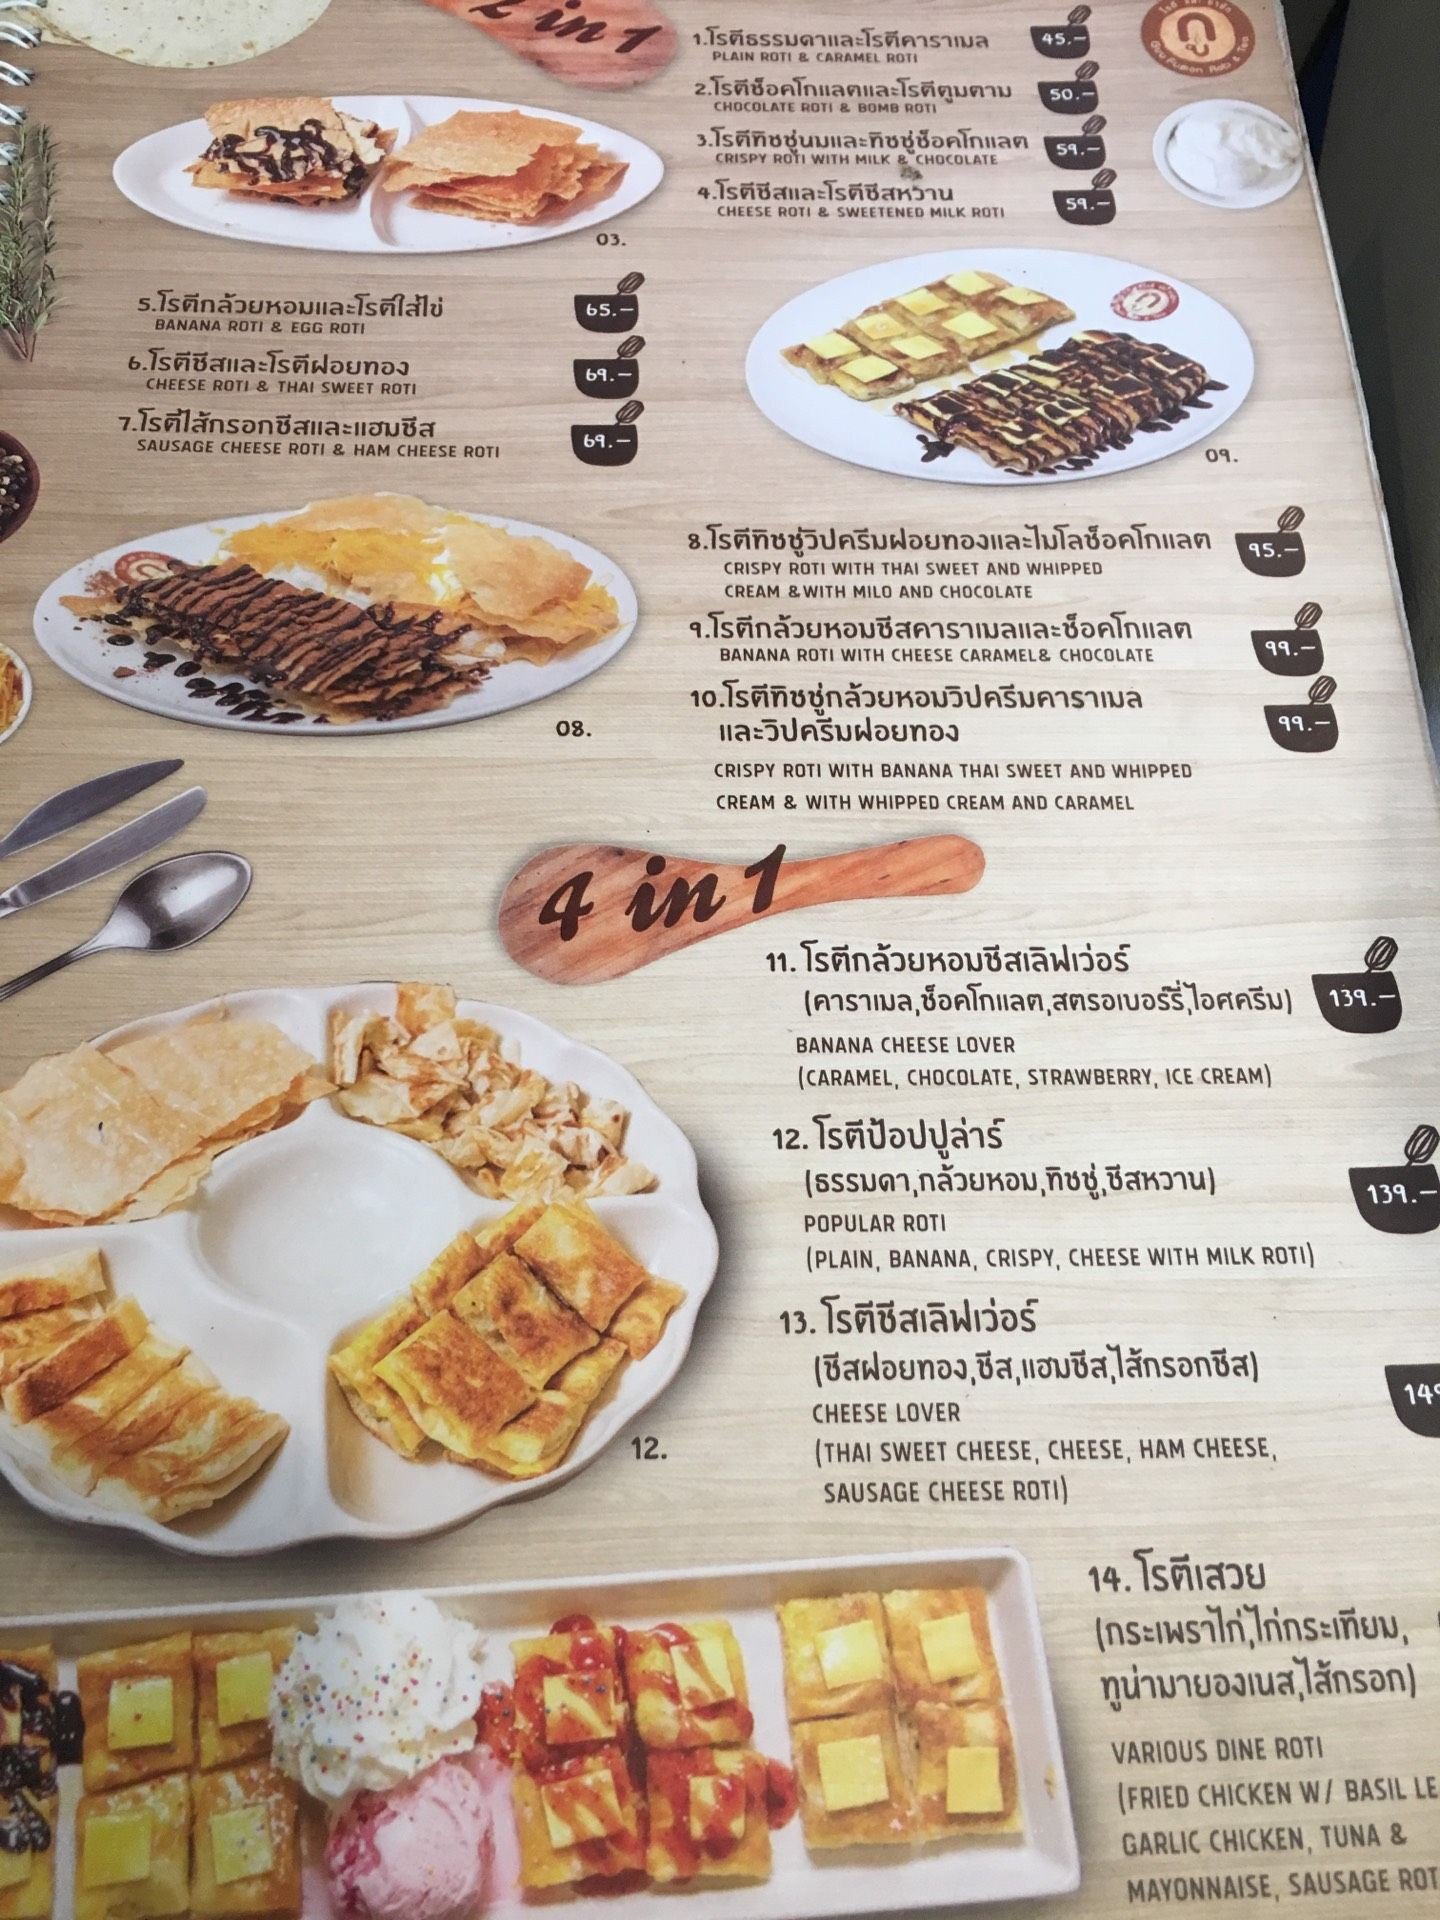 2 in 1
1.โรตีธรรมดาและโรตีคาราเมล 45.-
PLAIN ROTI & CARAMEL ROTI
2.โรตีช็อคโกแลตและโรตีตูมตาม 50.-
CHOCOLATE ROTI & BOMB ROTI
3.โรตีทิชชู่นมและทิชชู่ช็อคโกแลต 59.-
CRISPY ROTI WITH MILK & CHOCOLATE
4.โรตีชีสและโรตีชีสหวาน 59.-
CHEESE ROTI & SWEETENED MILK ROTI
03.
5.โรตีกล้วยหอมและโรตีใส่ไข่ 65.-
BANANA ROTI & EGG ROTI
6.โรตีชีสและโรตีฝอยทอง 69.-
CHEESE ROTI & THAI SWEET ROTI
7.โรตีไส้กรอกชีสและแฮมชีส 69.-
SAUSAGE CHEESE ROTI & HAM CHEESE ROTI
09.
8.โรตีทิชชู่วิปครีมฝอยทองและไมโลช็อคโกแลต 95.-
CRISPY ROTI WITH THAI SWEET AND WHIPPED
CREAM & WITH MILO AND CHOCOLATE
9.โรตีกล้วยหอมชีสคาราเมลและช็อคโกแลต 99.-
BANANA ROTI WITH CHEESE CARAMEL& CHOCOLATE
10.โรตีทิชชู่กล้วยหอมวิปครีมคาราเมล
และวิปครีมฝอยทอง 99.-
CRISPY ROTI WITH BANANA THAI SWEET AND WHIPPED
CREAM & WITH WHIPPED CREAM AND CARAMEL
08.
4 in 1
11. โรตีกล้วยหอมชีสเลิฟเว่อร์
(คาราเมล,ช็อคโกแลต,สตรอเบอร์รี่,ไอศครีม) 139.-
BANANA CHEESE LOVER
(CARAMEL, CHOCOLATE, STRAWBERRY, ICE CREAM)
12. โรตีป้อปปูล่าร์
(ธรรมดา,กล้วยหอม,ทิชชู่,ชีสหวาน) 139.-
POPULAR ROTI
(PLAIN, BANANA, CRISPY, CHEESE WITH MILK ROTI)
13. โรตีชีสเลิฟเว่อร์
(ชีสฝอยทอง,ชีส,แฮมชีส,ไส้กรอกชีส)
CHEESE LOVER
(THAI SWEET CHEESE, CHEESE, HAM CHEESE,
SAUSAGE CHEESE ROTI)
12.
14. โรตีเสวย
(กระเพราไก่,ไก่กระเทียม,
ทูน่ามายองเนส,ไส้กรอก)
VARIOUS DINE ROTI
(FRIED CHICKEN W/ BASIL
GARLIC CHICKEN, TUNA &
MAYONNAISE, SAUSAGE